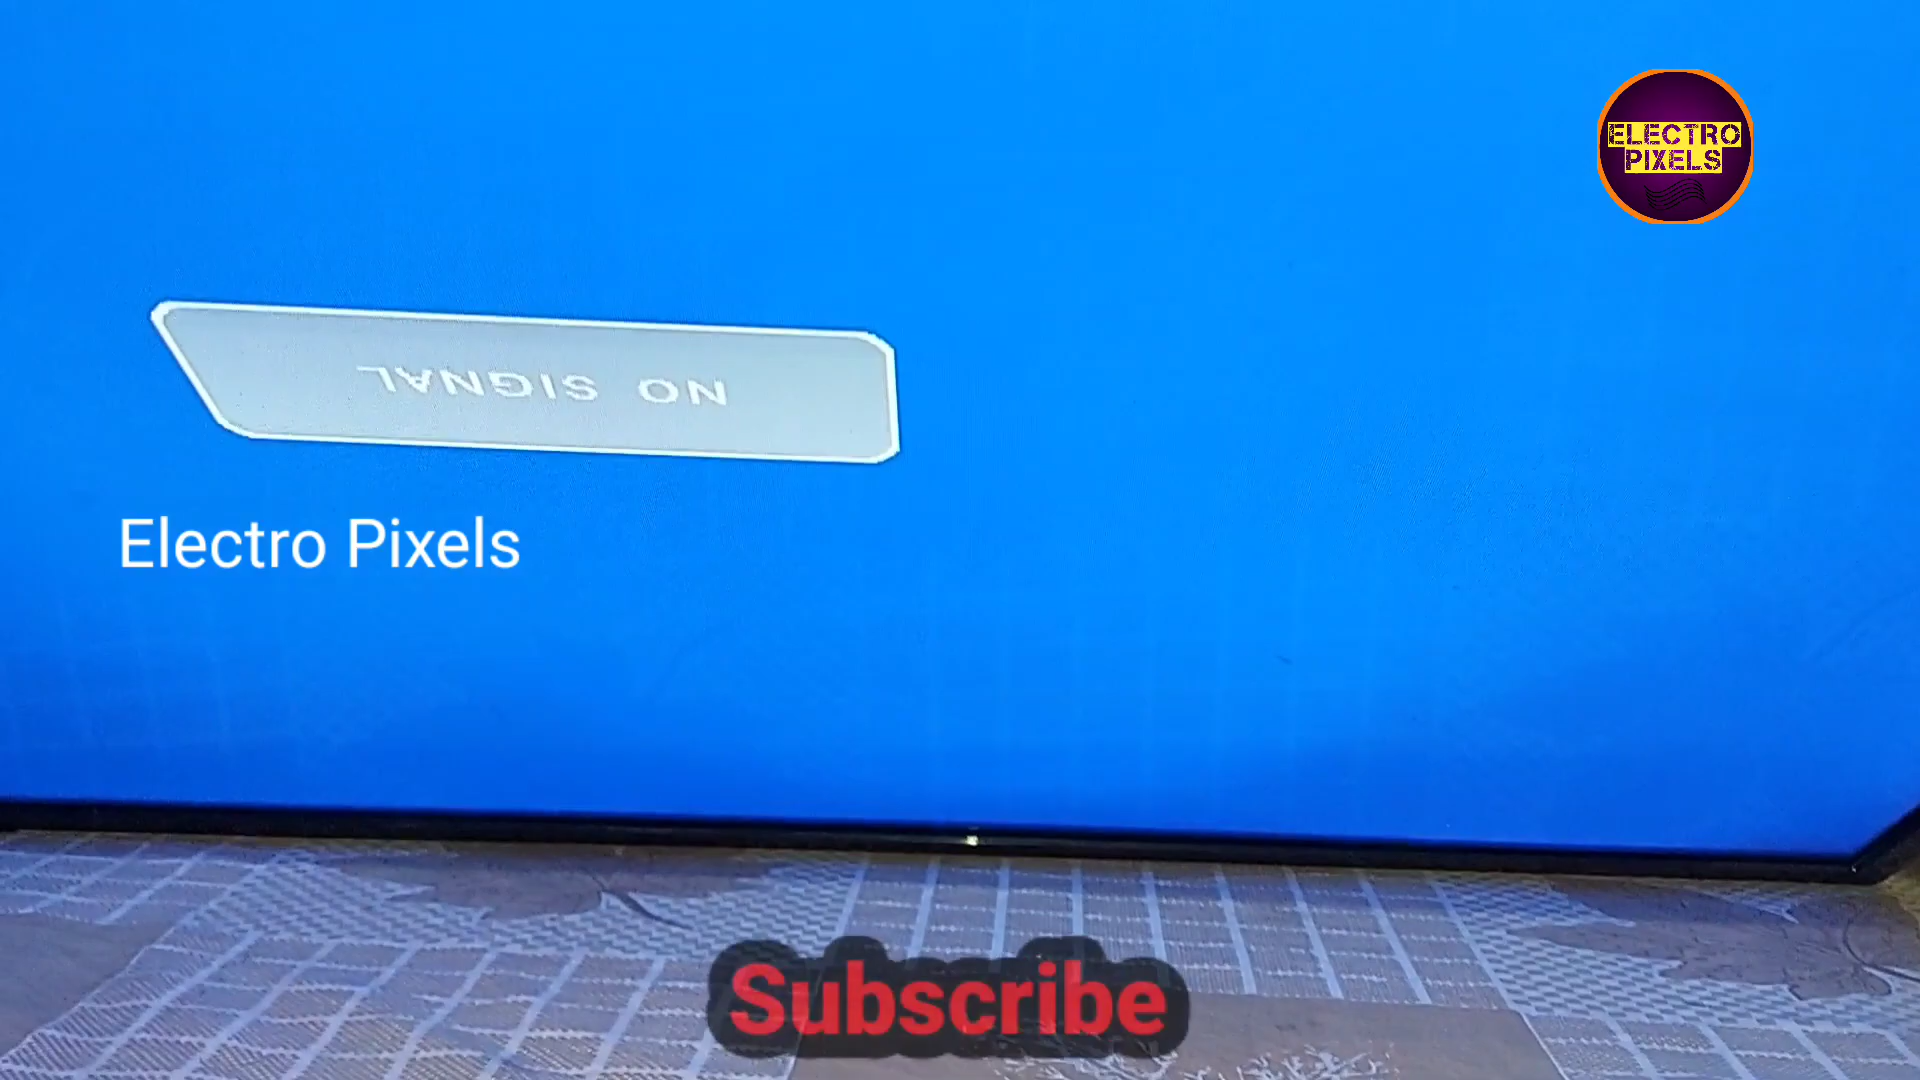 ELECTRO
PIXELS
NO SIGNAL
Electro Pixels
Subscribe